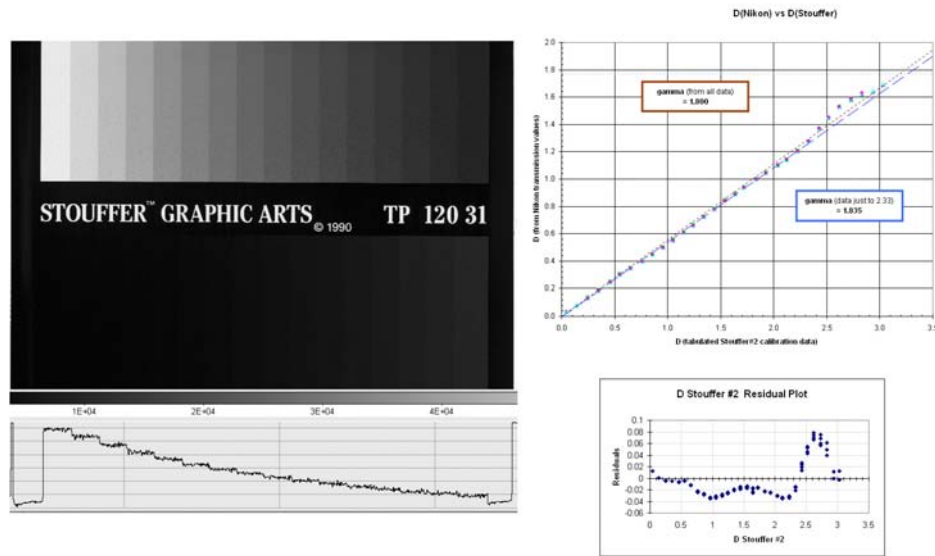 STOUFFER™ GRAPHIC ARTS © 1990 TP 120 31
1E+04 2E+04 3E+04 4E+04
D(Nikon) vs D(Stouffer)
D (from Nikon transmission values)
2.0
1.8
1.6
1.4
1.2
1.0
0.8
0.6
0.4
0.2
0.0
gamma (from all data)
= 1.800
gamma (data just to 2.33)
= 1.835
0.0 0.5 1.0 1.5 2.0 2.5 3.0 3.5
D (tabulated Stouffer#2 calibration data)
D Stouffer #2 Residual Plot
Residuals
0.1
0.08
0.06
0.04
0.02
0
-0.02
-0.04
-0.06
0 0.5 1 1.5 2 2.5 3 3.5
D Stouffer #2